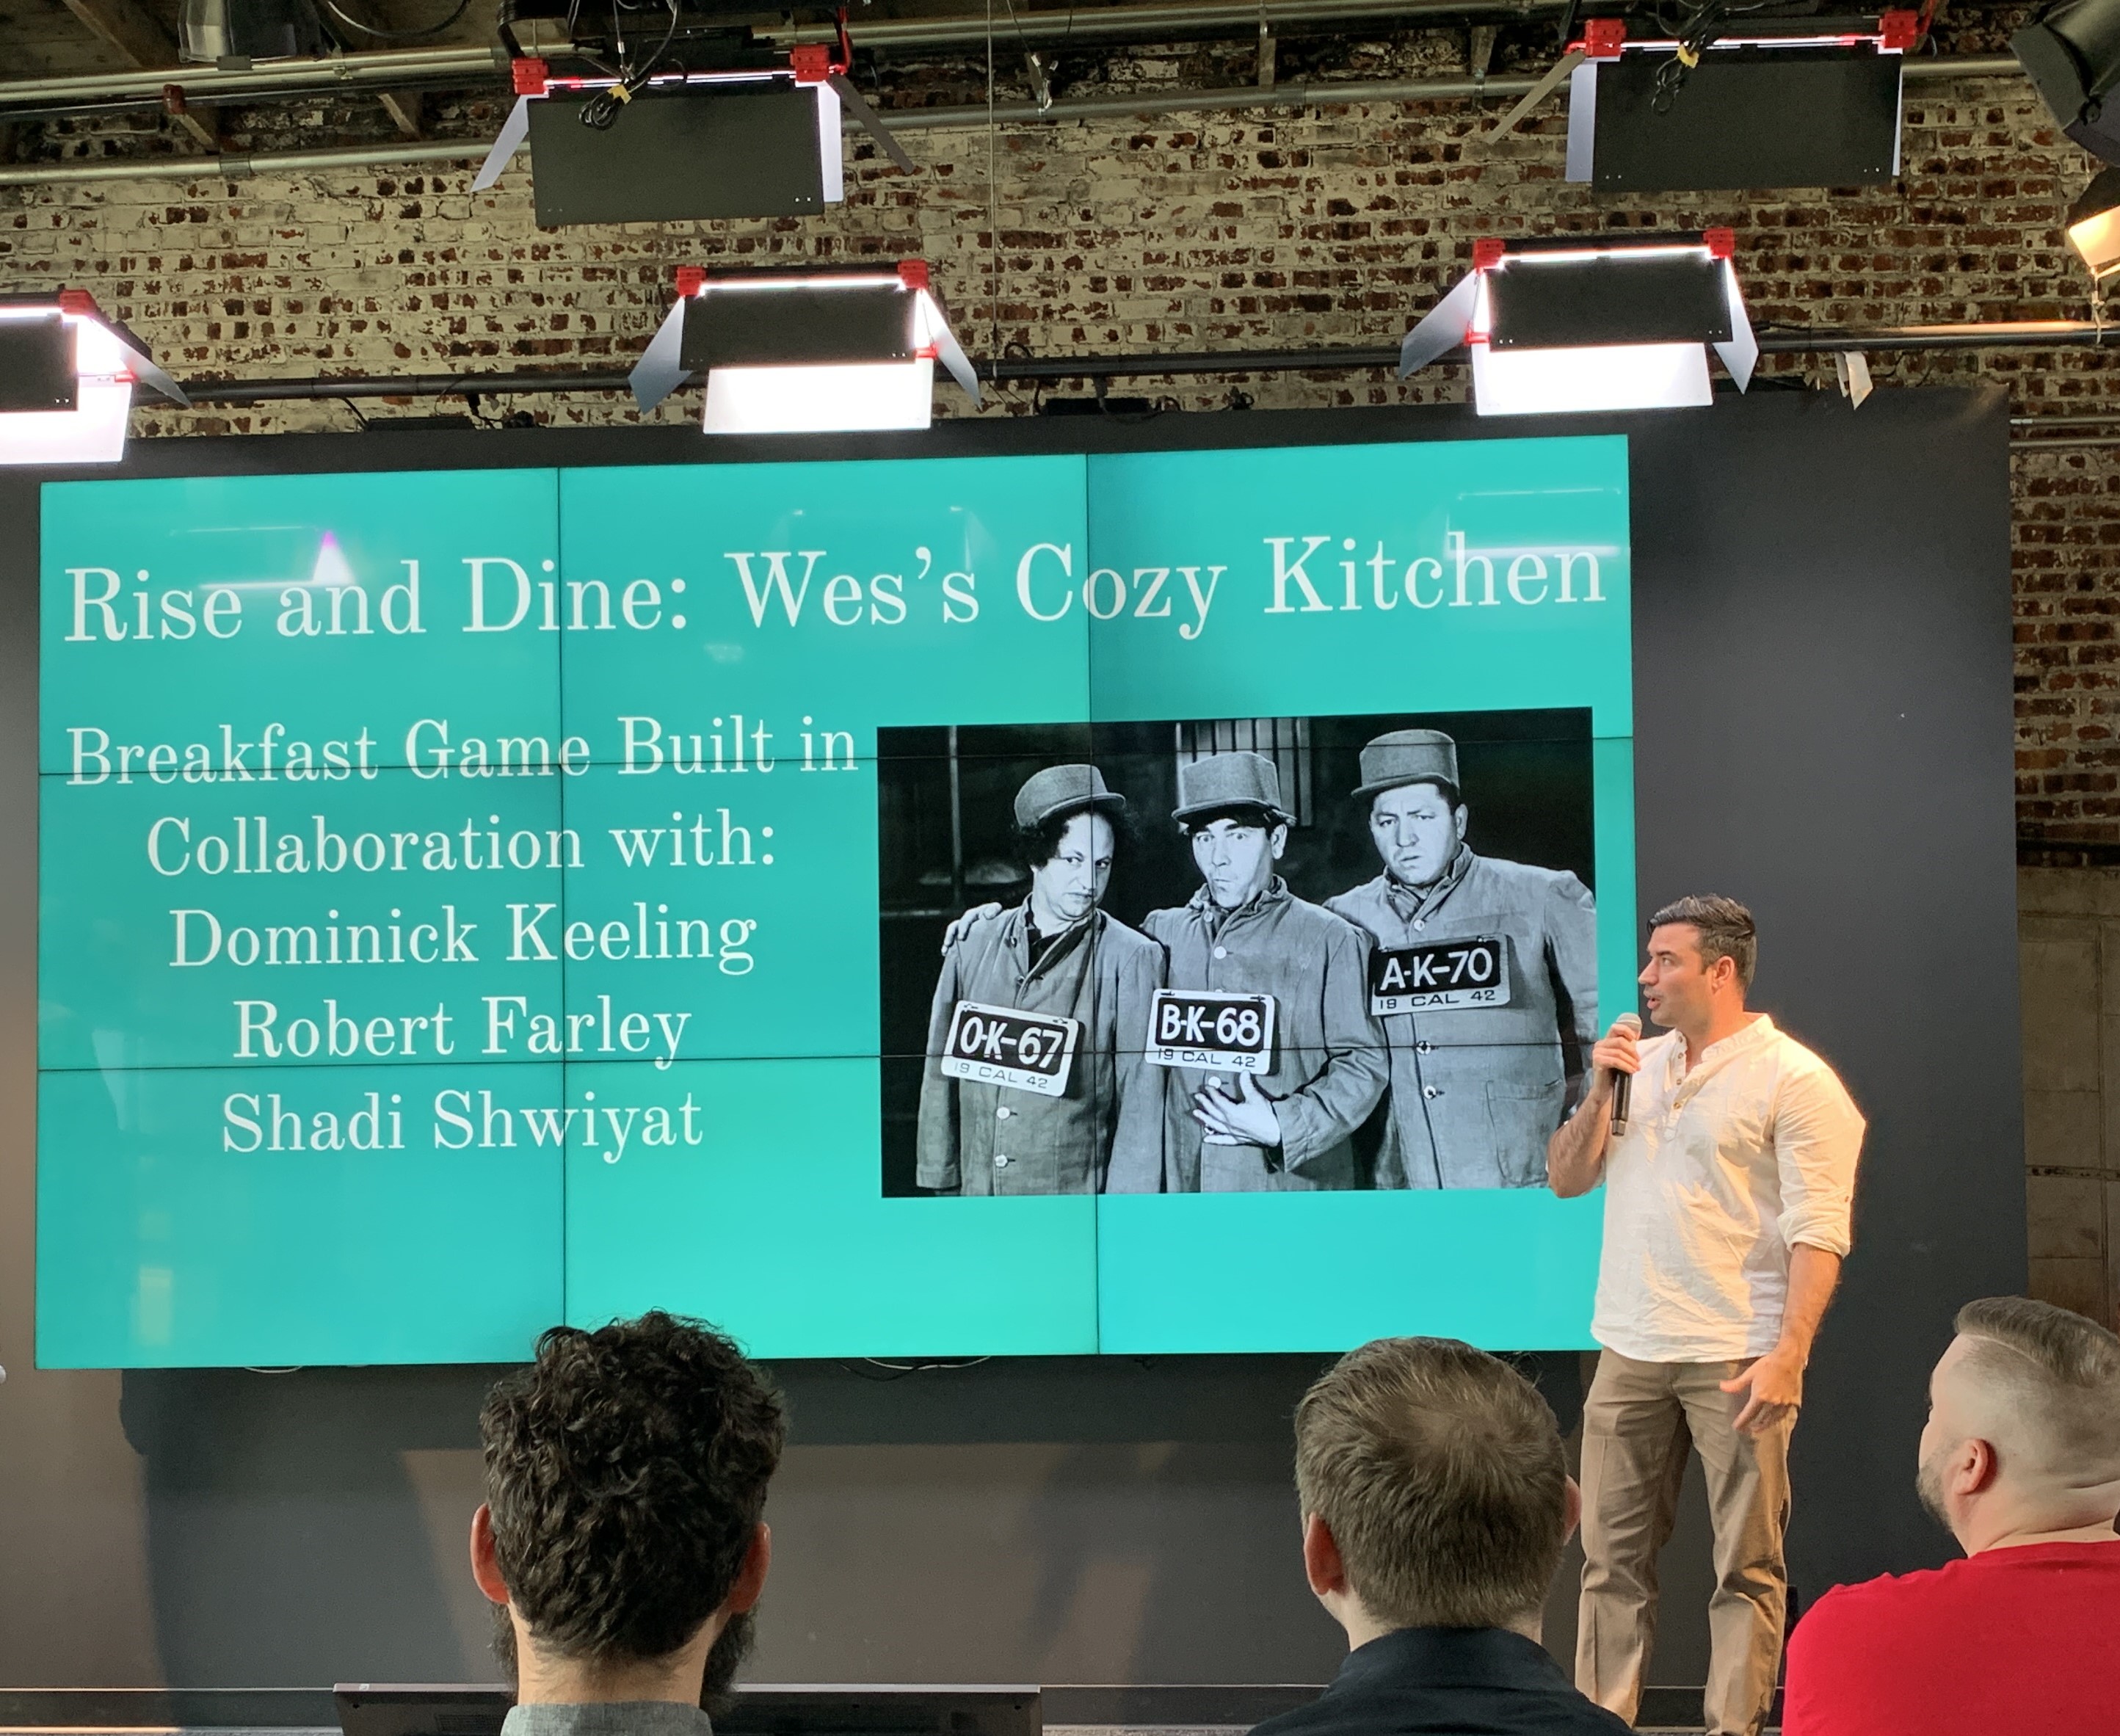 Rise and Dine: Wes's Cozy Kitchen
Breakfast Game Built in
Collaboration with:
Dominick Keeling
Robert Farley
Shadi Shwiyat
O-K-67
19 CAL 42
B-K-68
19 CAL 42
A-K-70
19 CAL 42